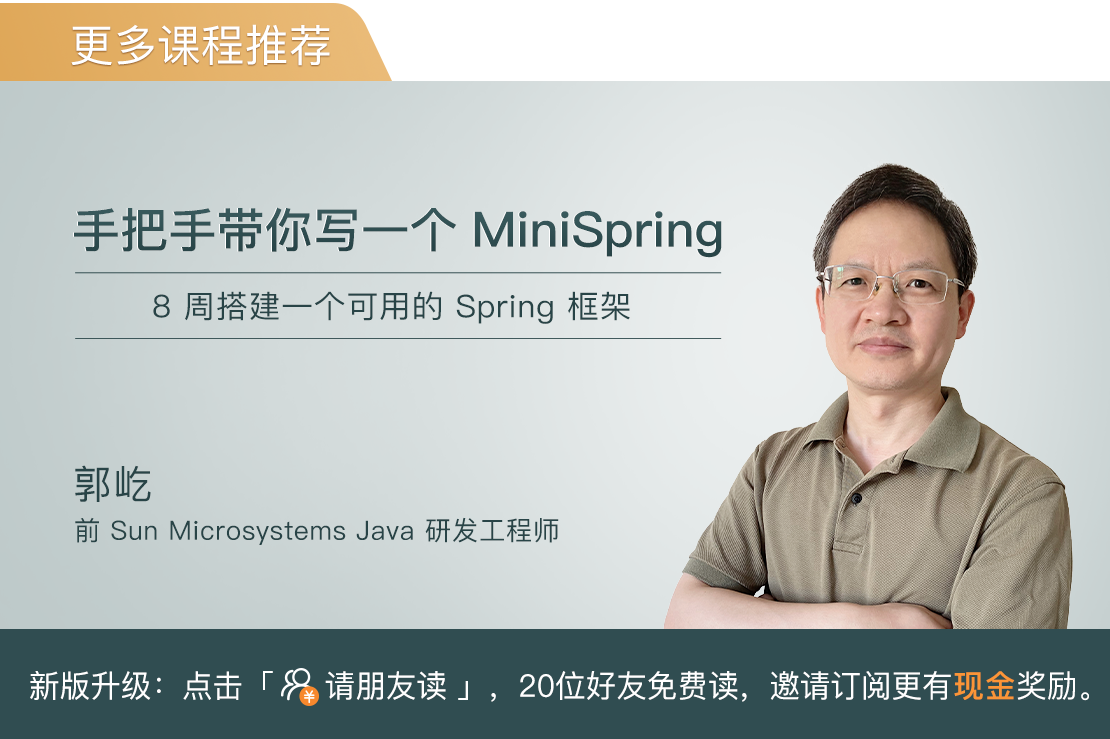 更多课程推荐
手把手带你写一个 MiniSpring
8 周搭建一个可用的 Spring 框架
郭屹
前 Sun Microsystems Java 研发工程师
新版升级：点击「 请朋友读 」，20位好友免费读，邀请订阅更有现金奖励。